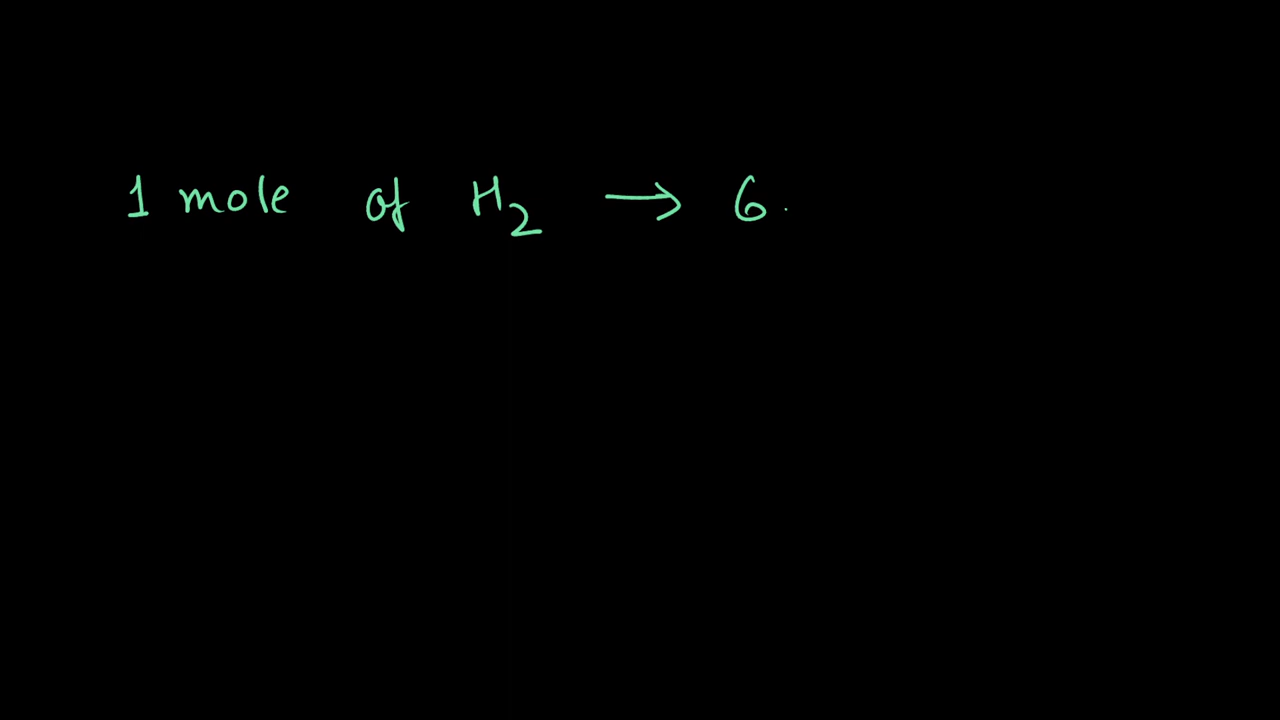 1 mole of H₂ → 6.